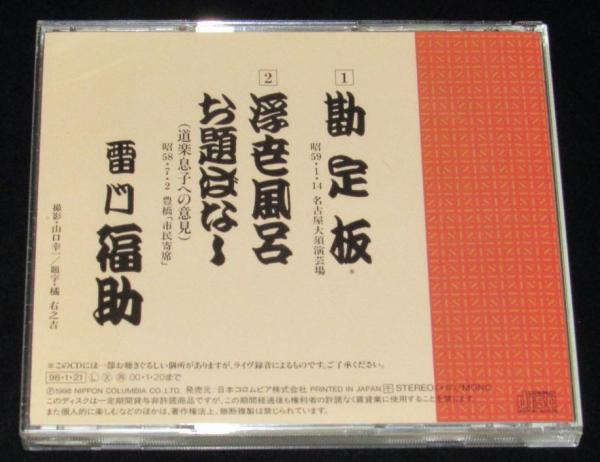 1
勘定板
※
昭59・1・14 名古屋大須演芸場
2
浮世風呂
お題ばなし
（道楽息子への意見）
昭58・7・2 豊橋「市民寄席」
雷門福助
撮影・山口幸一／題字・橘 右之吉
※このCDには一部お聴きぐるしい個所がありますが、ライヴ録音によるものです。ご了承ください。
98・1・21 L X 再 00・1・20まで
Ⓟ1998 NIPPON COLUMBIA CO., LTD. 発売元：日本コロムビア株式会社 PRINTED IN JAPAN STEREO
MONO
このディスクは一定期間貸与非許諾商品ですが、この期間経過後も権利者の許諾なく賃貸業に使用することを禁じます。
また個人的に楽しむなどのほかは、著作権法上、無断複製は禁じられています。
COMPACT disc DIGITAL AUDIO